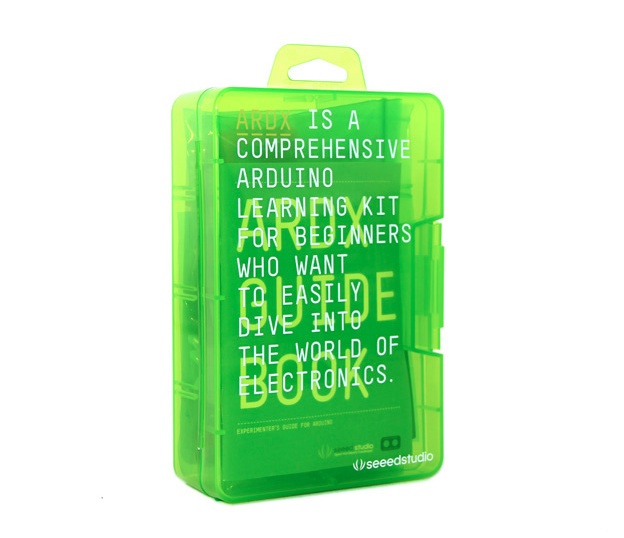 ARDX IS A
COMPREHENSIVE
ARDUINO
LEARNING KIT
FOR BEGINNERS
WHO WANT
TO EASILY
DIVE INTO
THE WORLD OF
ELECTRONICS.
ARDX
GUIDE
BOOK
EXPERIMENTER'S GUIDE FOR ARDUINO
seeedstudio
seeedstudio